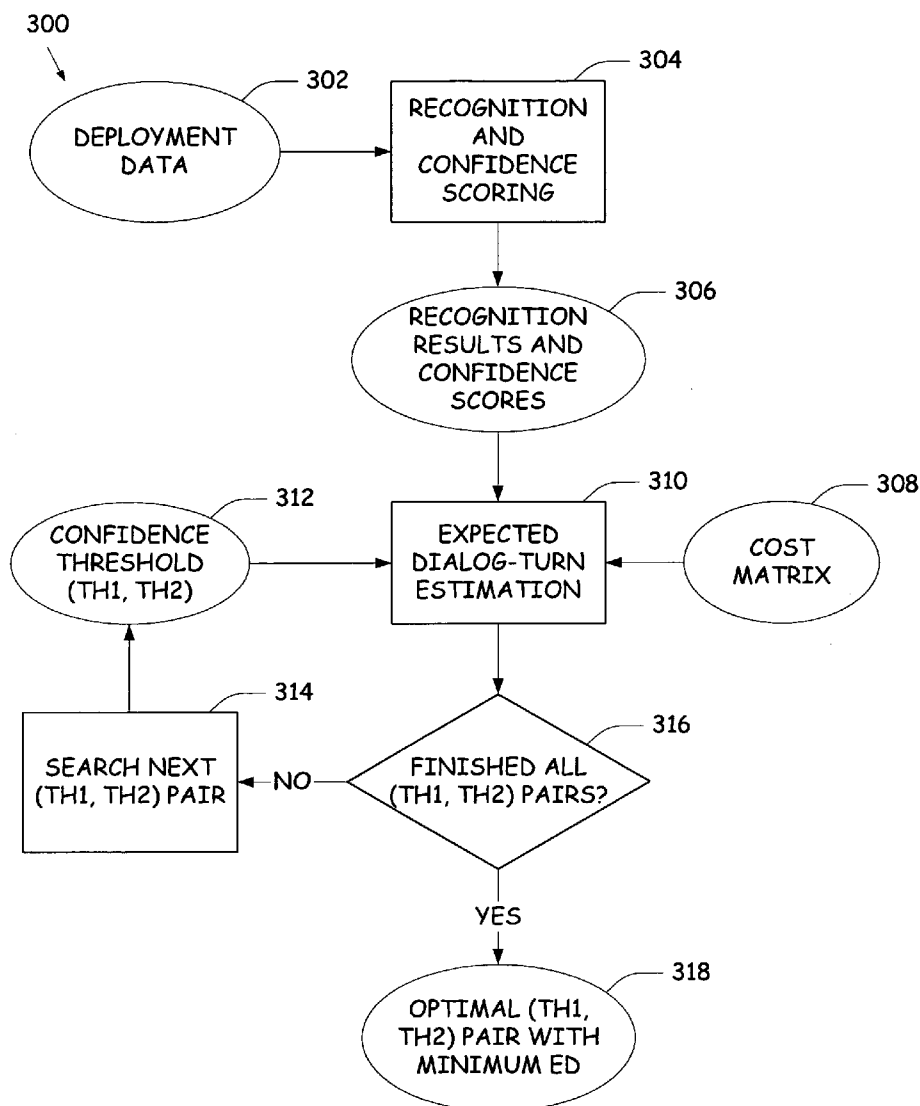 300
302
304
DEPLOYMENT
DATA
RECOGNITION
AND
CONFIDENCE
SCORING
306
RECOGNITION
RESULTS AND
CONFIDENCE
SCORES
312
310
308
CONFIDENCE
THRESHOLD
(TH1, TH2)
EXPECTED
DIALOG-TURN
ESTIMATION
COST
MATRIX
314
316
SEARCH NEXT
(TH1, TH2) PAIR
NO
FINISHED ALL
(TH1, TH2) PAIRS?
YES
318
OPTIMAL (TH1,
TH2) PAIR WITH
MINIMUM ED